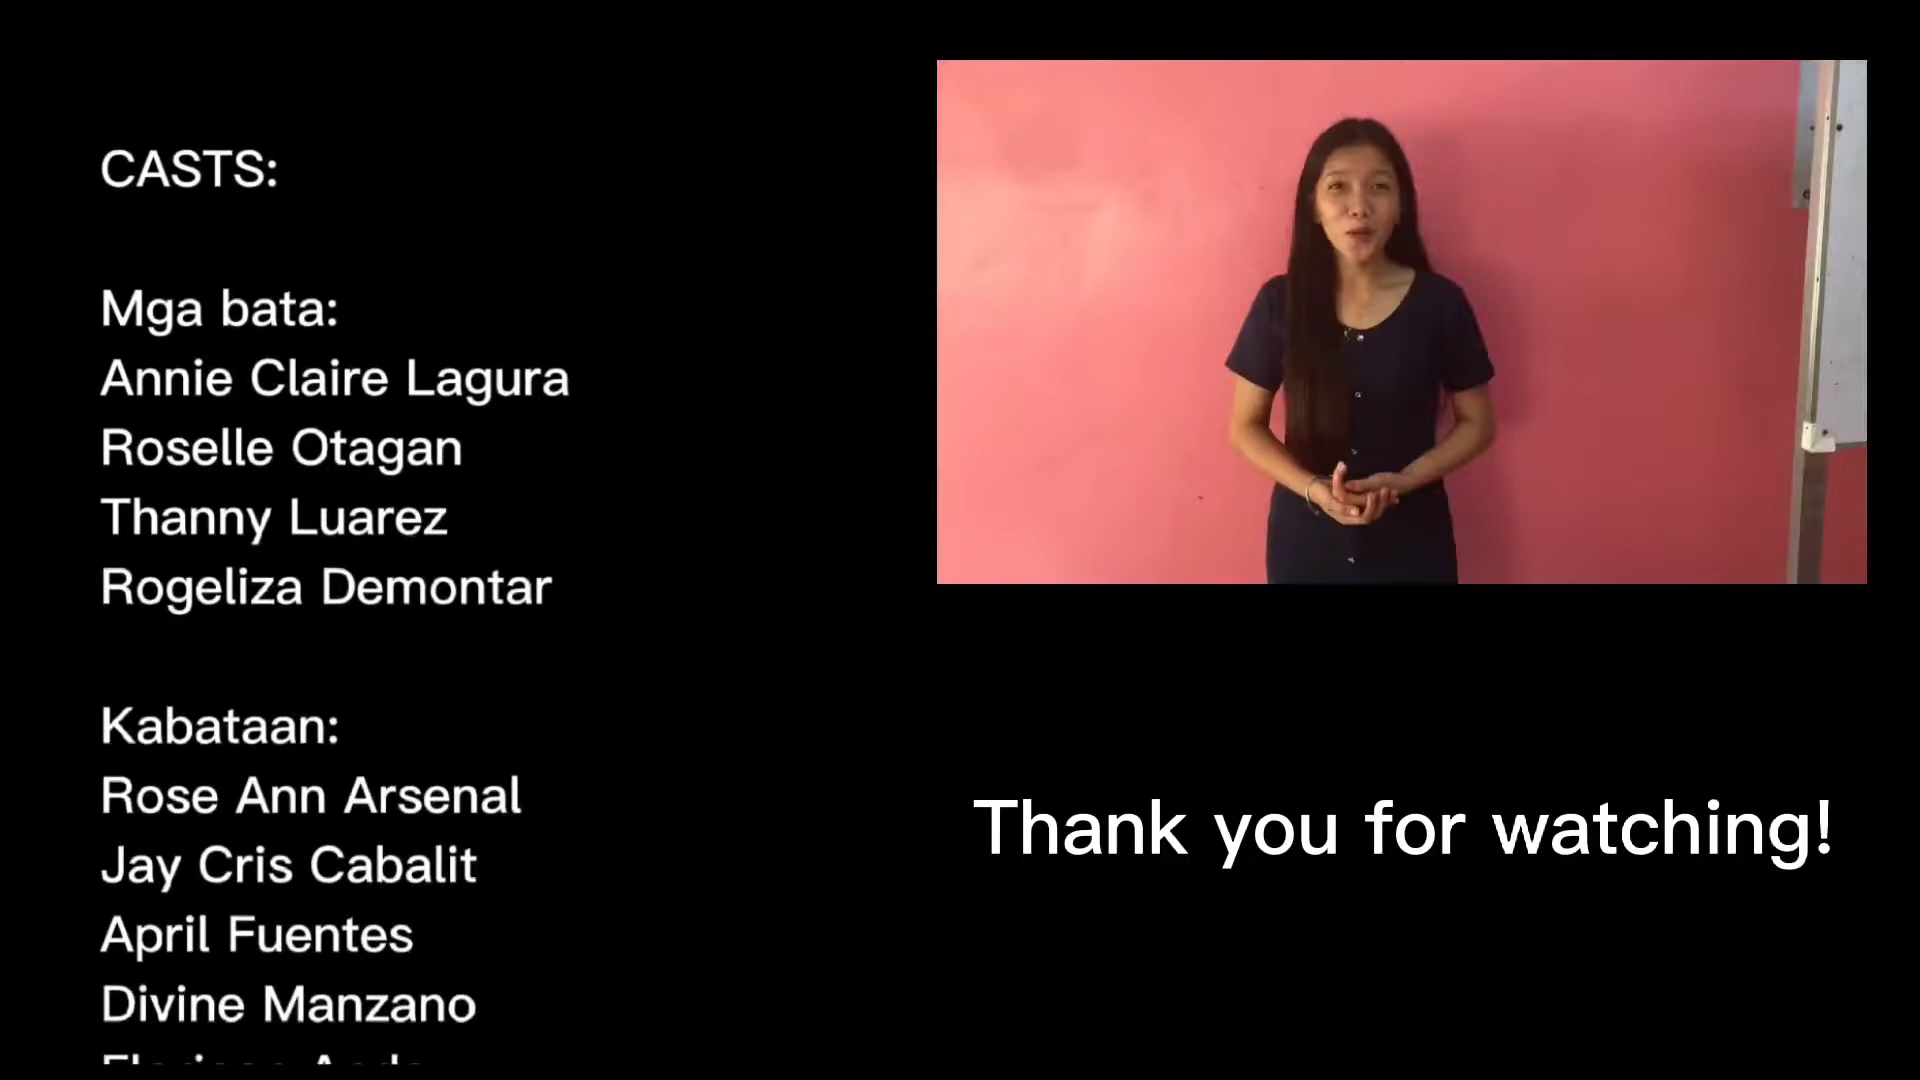 CASTS:
Mga bata:
Annie Claire Lagura
Roselle Otagan
Thanny Luarez
Rogeliza Demontar
Kabataan:
Rose Ann Arsenal
Jay Cris Cabalit
April Fuentes
Divine Manzano
Thank you for watching!